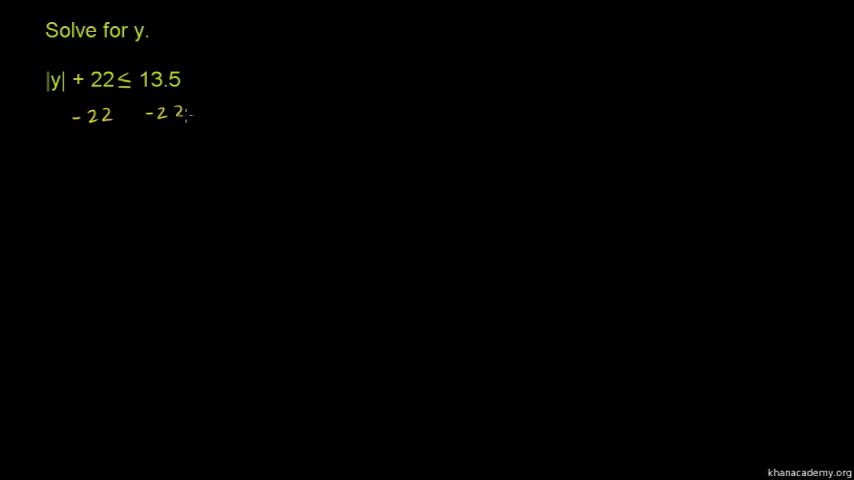 Solve for y.
|y| + 22 ≤ 13.5
-22 -22
khanacademy.org